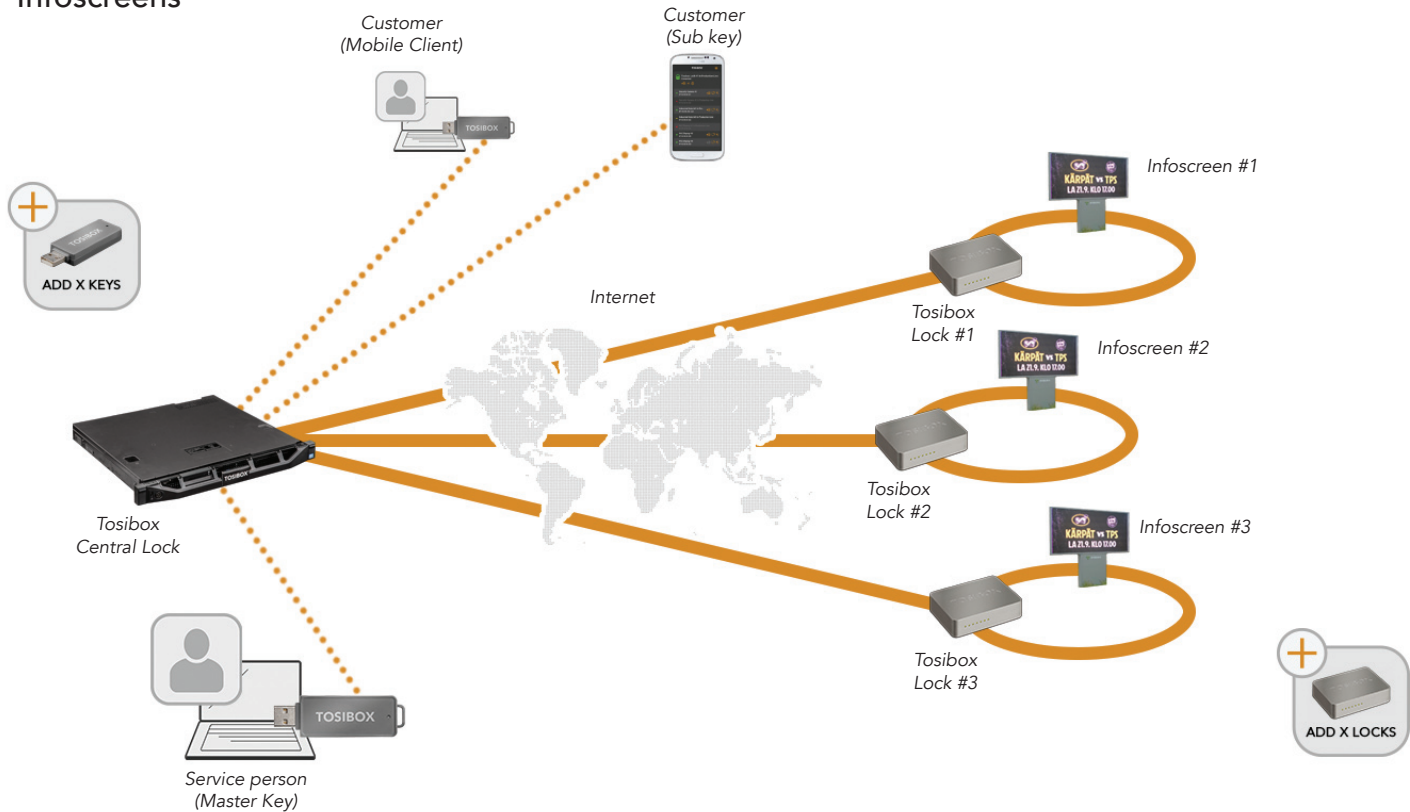 Infoscreens
Customer
(Mobile Client)
Customer
(Sub key)
TOSIBOX
KÄRPÄT VS TPS
LA 21.9. KLO 17.00
Infoscreen #1
TOSIBOX
ADD X KEYS
Internet
Tosibox
Lock #1
KÄRPÄT VS TPS
LA 21.9. KLO 17.00
Infoscreen #2
TOSIBOX
Tosibox
Central Lock
Tosibox
Lock #2
KÄRPÄT VS TPS
LA 21.9. KLO 17.00
Infoscreen #3
Tosibox
Lock #3
TOSIBOX
Service person
(Master Key)
ADD X LOCKS